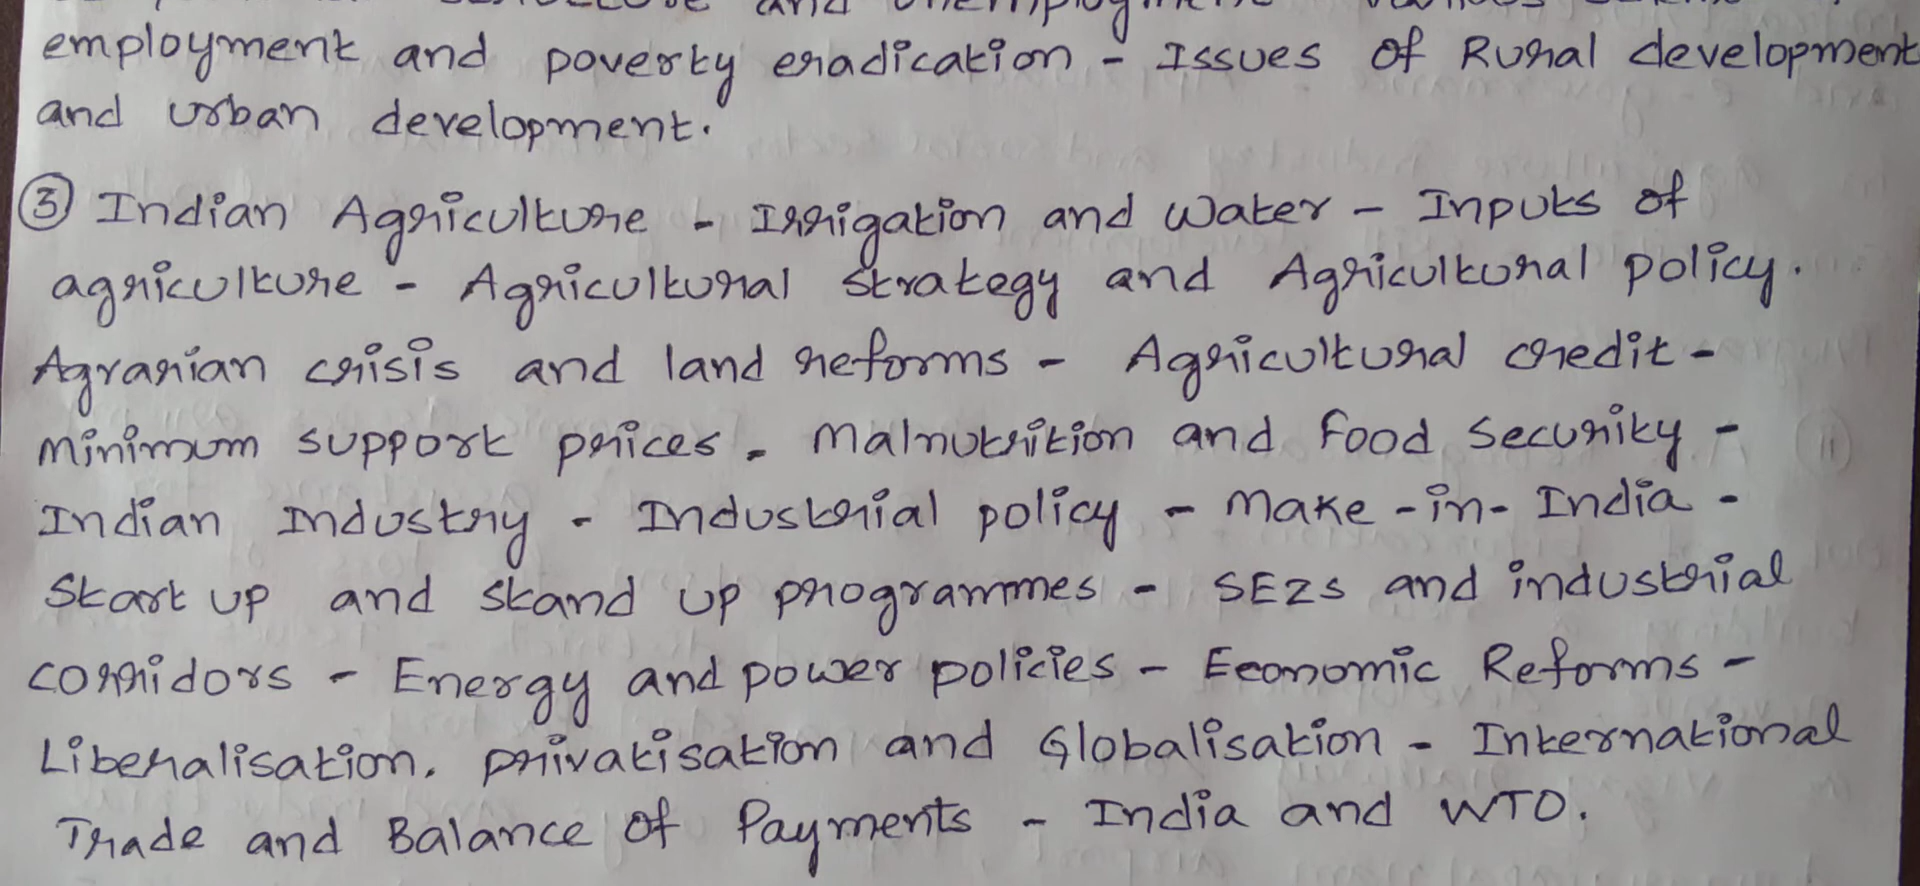 and unemployment
employment and poverty eradication - Issues of Rural development
and urban development.
③ Indian Agriculture - Irrigation and Water - Inputs of
agriculture - Agricultural Strategy and Agricultural policy.
Agrarian crisis and land reforms - Agricultural credit -
Minimum support prices. Malnutrition and Food Security -
Indian Industry - Industrial policy - Make -in- India -
Start up and stand up programmes - SEZs and industrial
corridors - Energy and power policies - Economic Reforms -
Liberalisation. privatisation and Globalisation - International
Trade and Balance of Payments - India and WTO.